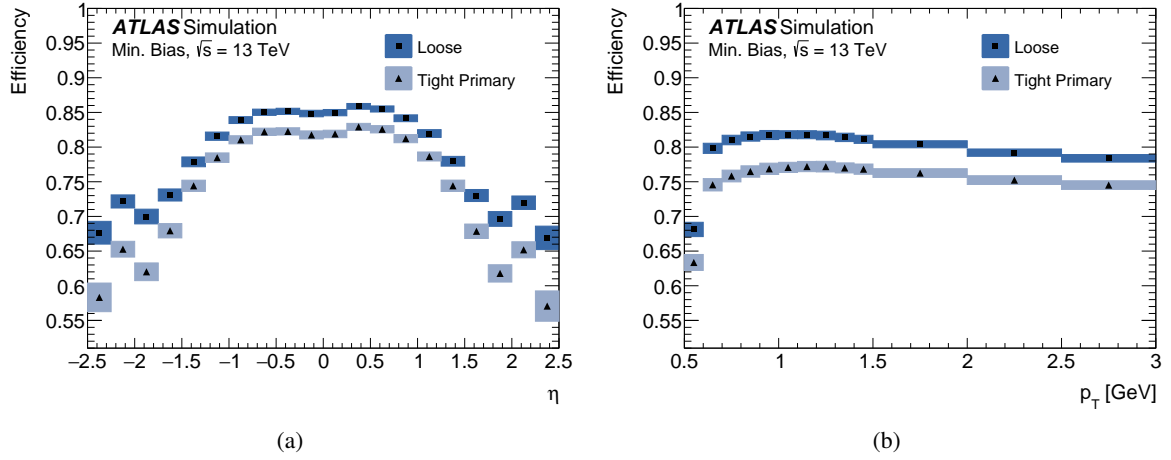 ATLAS Simulation
Min. Bias, √s = 13 TeV
Loose
Tight Primary
Efficiency
1
0.95
0.9
0.85
0.8
0.75
0.7
0.65
0.6
0.55
−2.5 −2 −1.5 −1 −0.5 0 0.5 1 1.5 2 2.5
η
(a)
ATLAS Simulation
Min. Bias, √s = 13 TeV
Loose
Tight Primary
Efficiency
1
0.95
0.9
0.85
0.8
0.75
0.7
0.65
0.6
0.55
0.5 1 1.5 2 2.5 3
p_T [GeV]
(b)